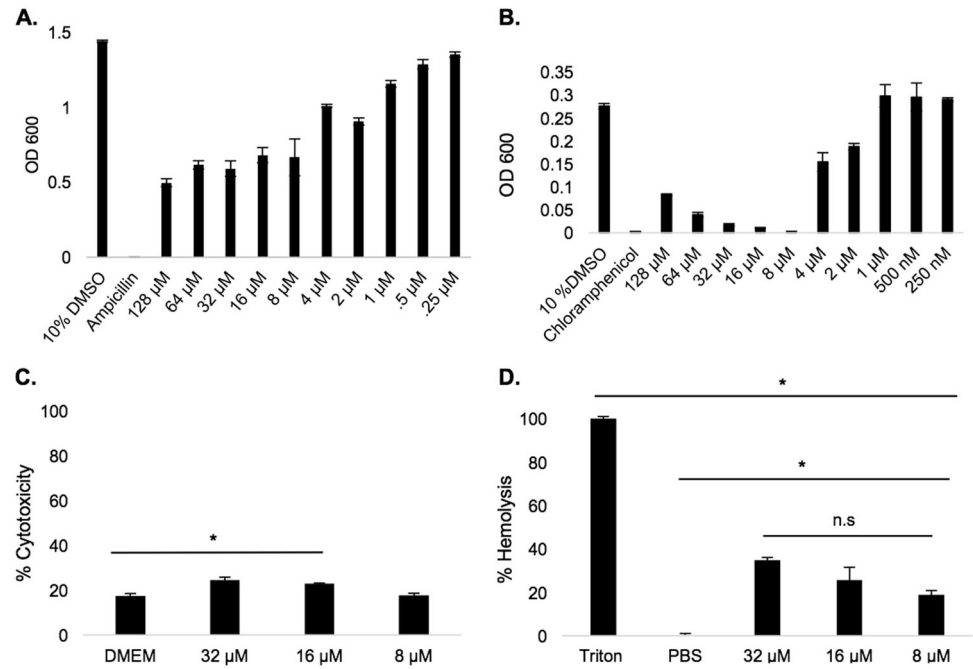 A.
OD 600
1.5
1
0.5
0
10% DMSO
Ampicillin
128 µM
64 µM
32 µM
16 µM
8 µM
4 µM
2 µM
1 µM
.5 µM
.25 µM
B.
OD 600
0.35
0.3
0.25
0.2
0.15
0.1
0.05
0
10 %DMSO
Chloramphenicol
128 µM
64 µM
32 µM
16 µM
8 µM
4 µM
2 µM
1 µM
500 nM
250 nM
C.
% Cytotoxicity
100
80
60
40
20
0
*
DMEM
32 µM
16 µM
8 µM
D.
% Hemolysis
100
80
60
40
20
0
*
*
n.s
Triton
PBS
32 µM
16 µM
8 µM